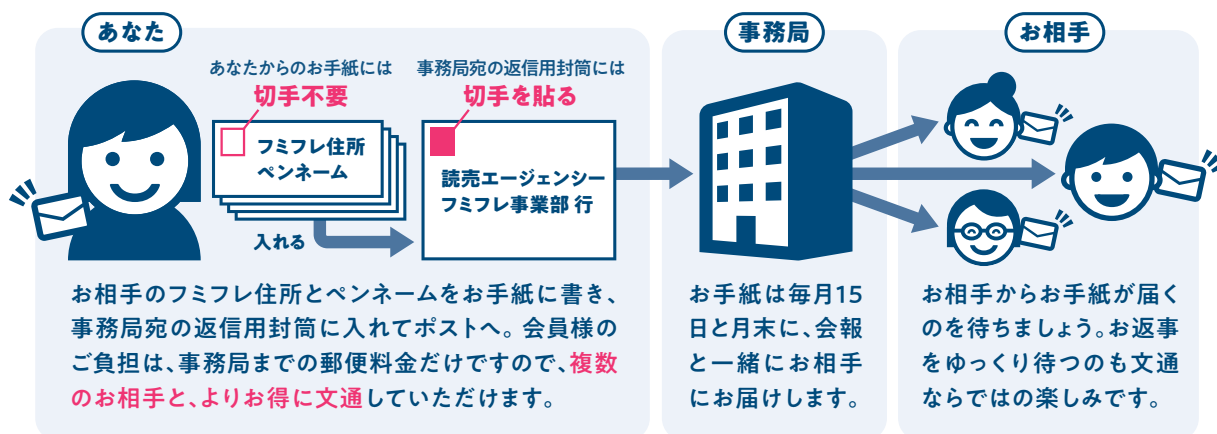 あなた
あなたからのお手紙には
切手不要
フミフレ住所
ペンネーム
入れる
事務局宛の返信用封筒には
切手を貼る
読売エージェンシー
フミフレ事業部 行
お相手のフミフレ住所とペンネームをお手紙に書き、
事務局宛の返信用封筒に入れてポストへ。会員様の
ご負担は、事務局までの郵便料金だけですので、複数
のお相手と、よりお得に文通していただけます。
事務局
お手紙は毎月15
日と月末に、会報
と一緒にお相手
にお届けします。
お相手
お相手からお手紙が届く
のを待ちましょう。お返事
をゆっくり待つのも文通
ならではの楽しみです。